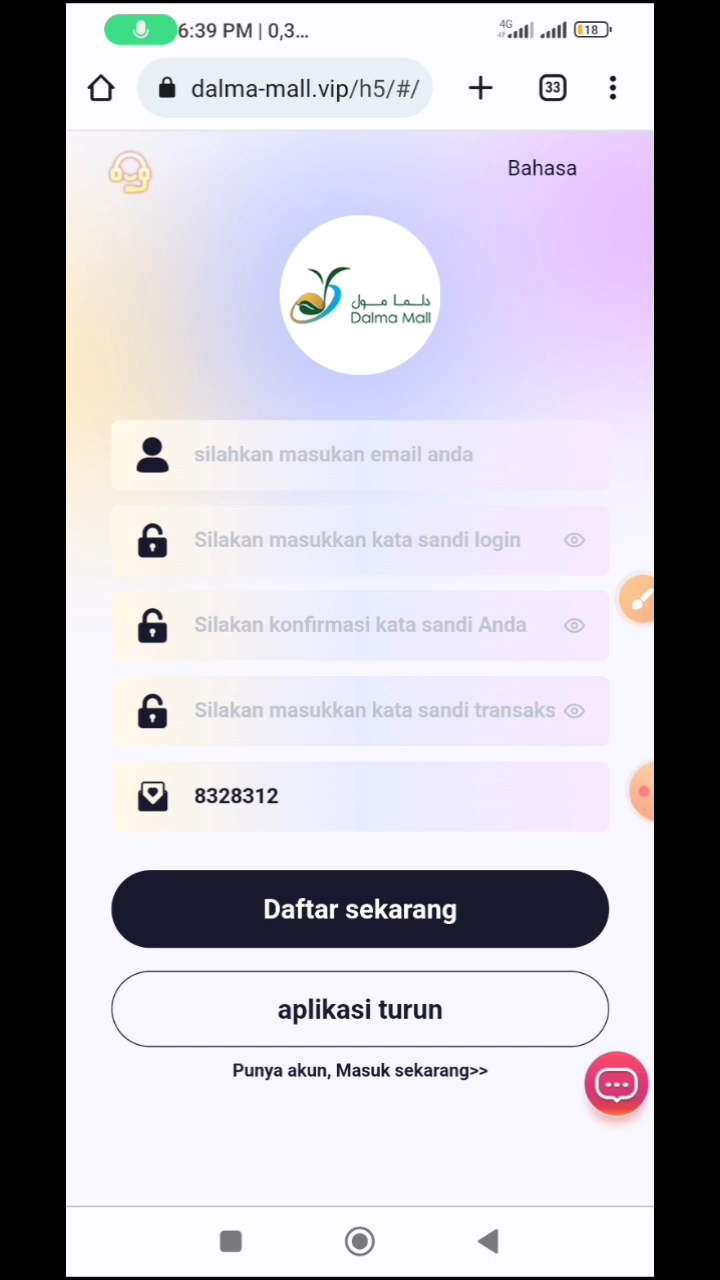 6:39 PM | 0,3...
4G
18
dalma-mall.vip/h5/#/
33
Bahasa
دلما مول
Dalma Mall
silahkan masukan email anda
Silakan masukkan kata sandi login
Silakan konfirmasi kata sandi Anda
Silakan masukkan kata sandi transaks
8328312
Daftar sekarang
aplikasi turun
Punya akun, Masuk sekarang>>